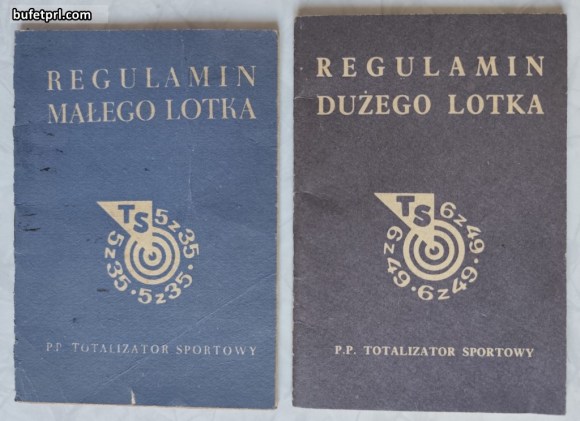 bufetprl.com
REGULAMIN
MAŁEGO LOTKA
TS
5z35·5z35·5z35
P.P. TOTALIZATOR SPORTOWY
REGULAMIN
DUŻEGO LOTKA
TS
6z49·6z49·6z49
P.P. TOTALIZATOR SPORTOWY